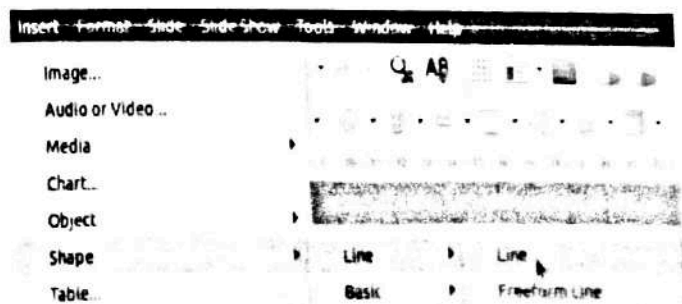 Insert Format Slide Slide Show Tools Window Help
Image...
Audio or Video...
Media
Chart...
Object
Shape Line Line
Table... Basic Freeform Line